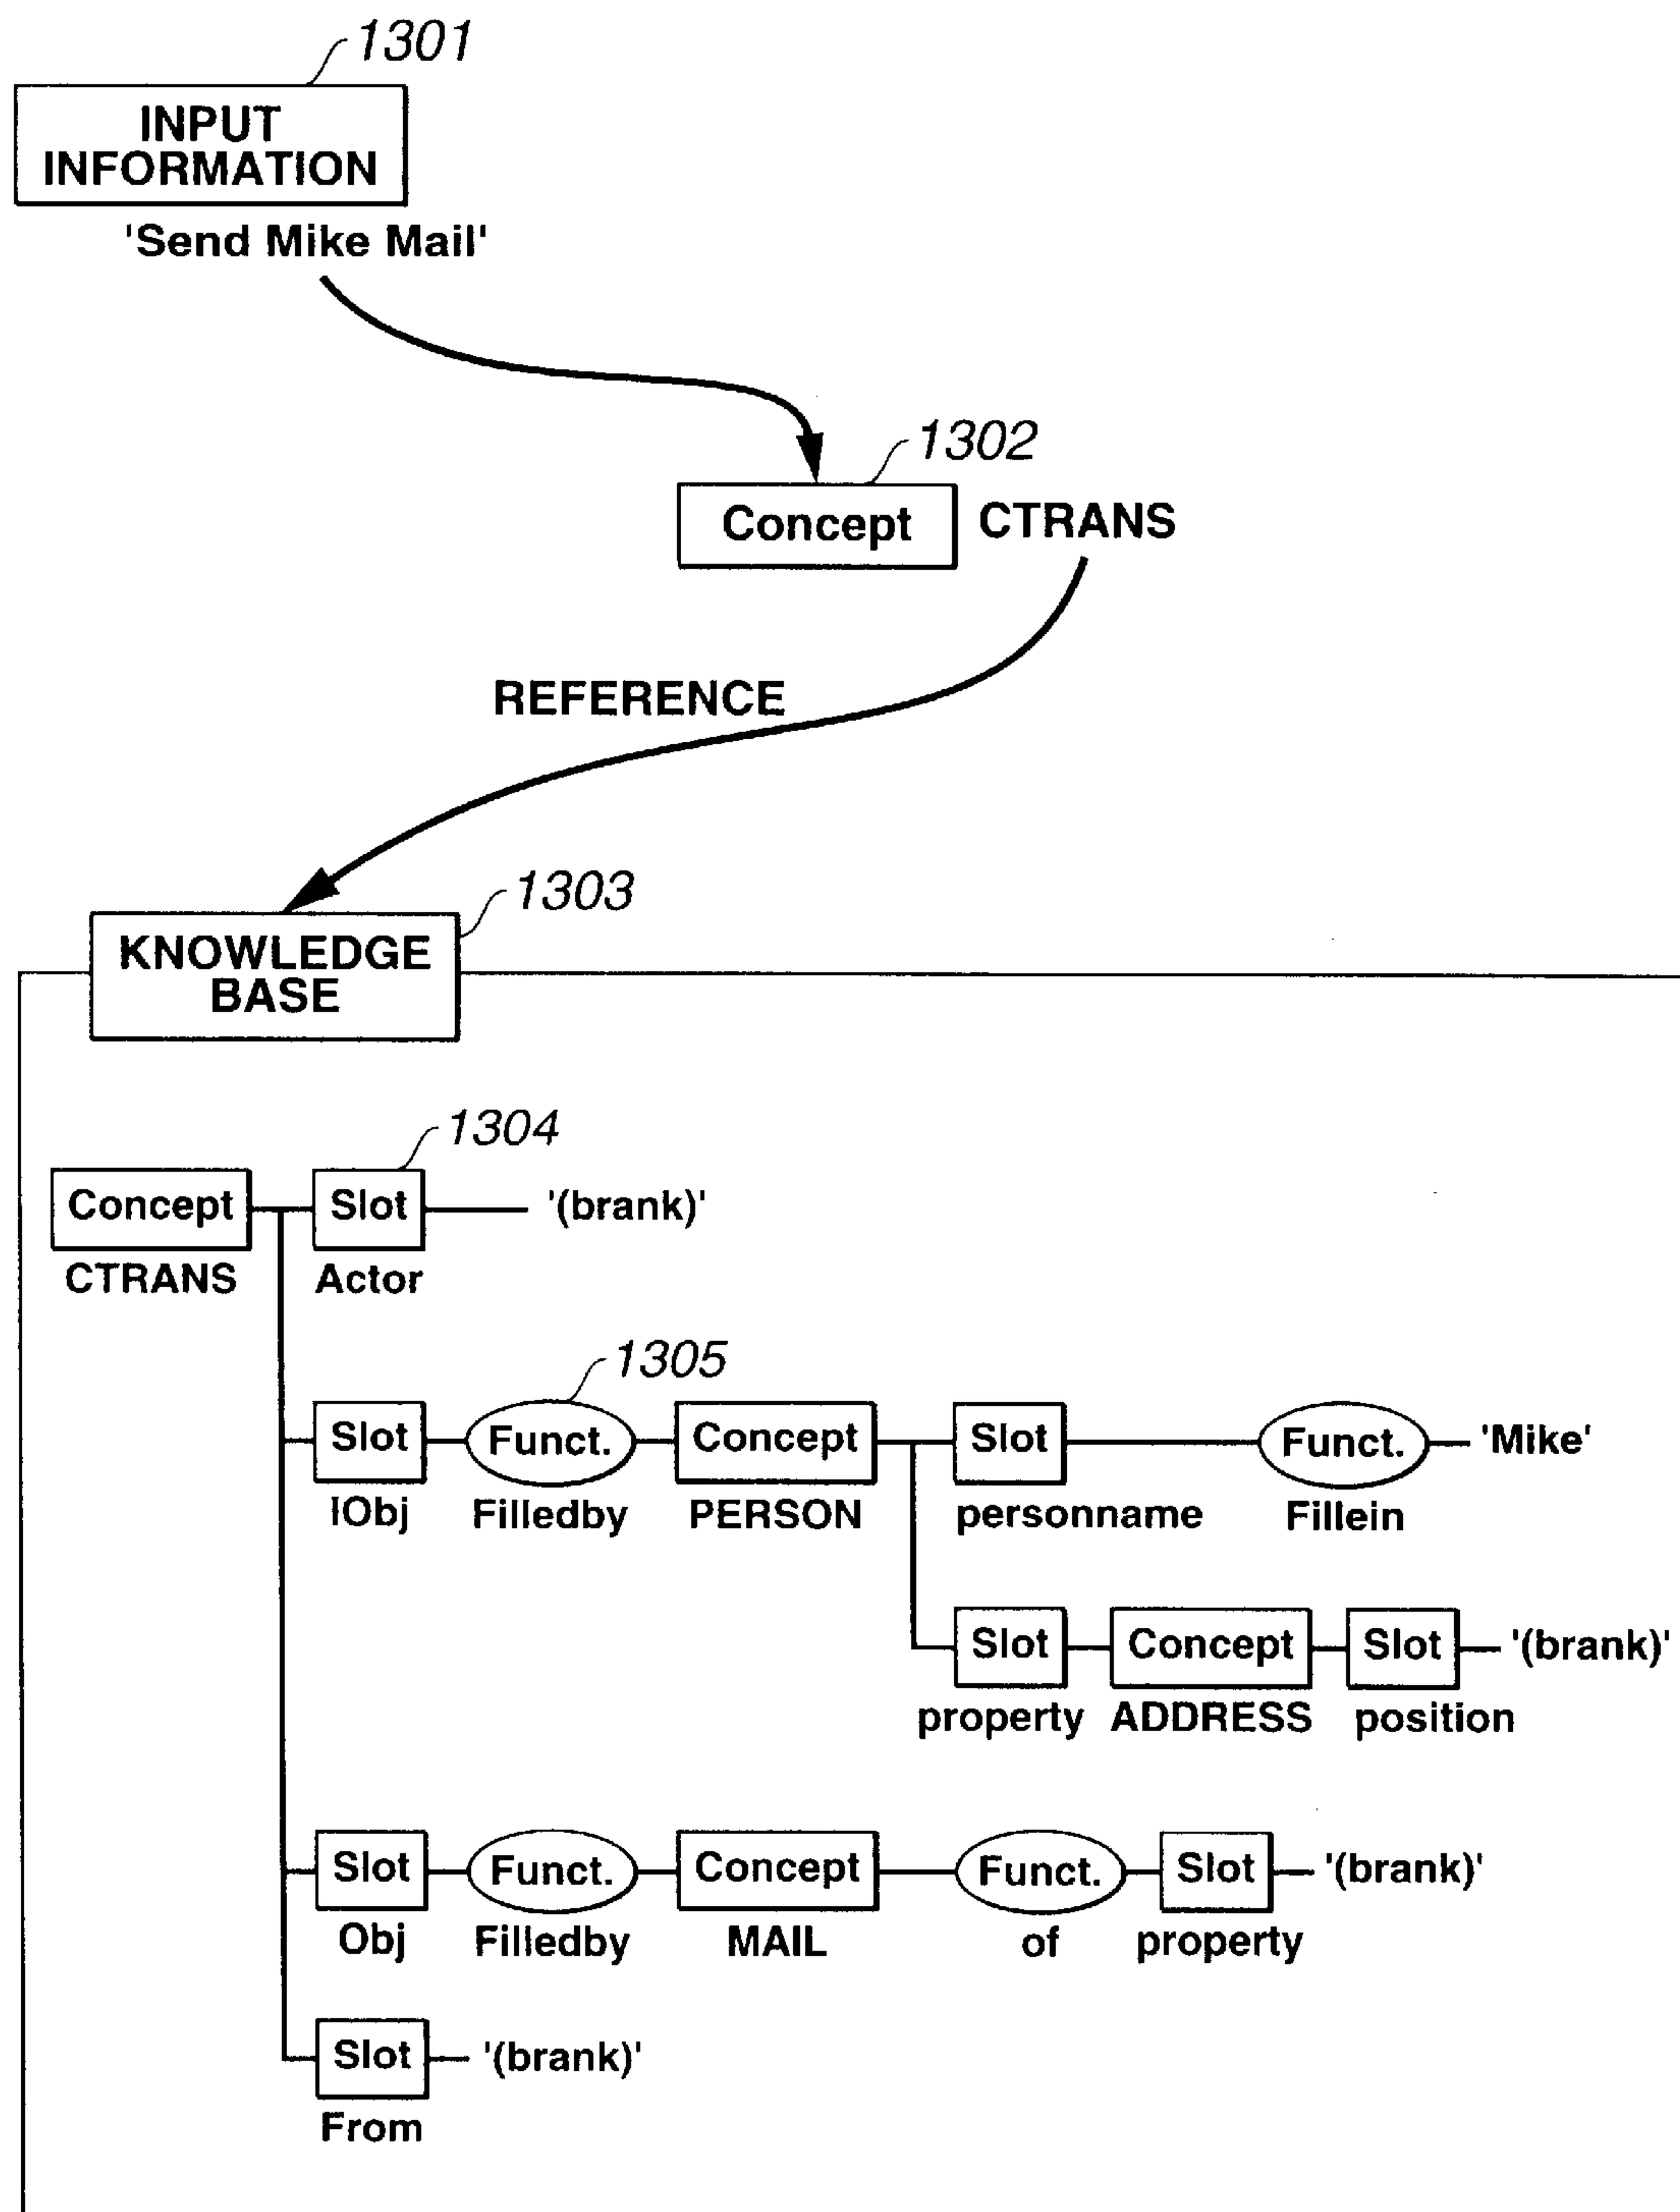 1301
INPUT
INFORMATION
'Send Mike Mail'
1302
Concept CTRANS
REFERENCE
1303
KNOWLEDGE
BASE
1304
Concept Slot '(brank)'
CTRANS Actor
1305
Slot Funct. Concept Slot Funct. 'Mike'
IObj Filledby PERSON personname Fillein
Slot Concept Slot '(brank)'
property ADDRESS position
Slot Funct. Concept Funct. Slot '(brank)'
Obj Filledby MAIL of property
Slot '(brank)'
From